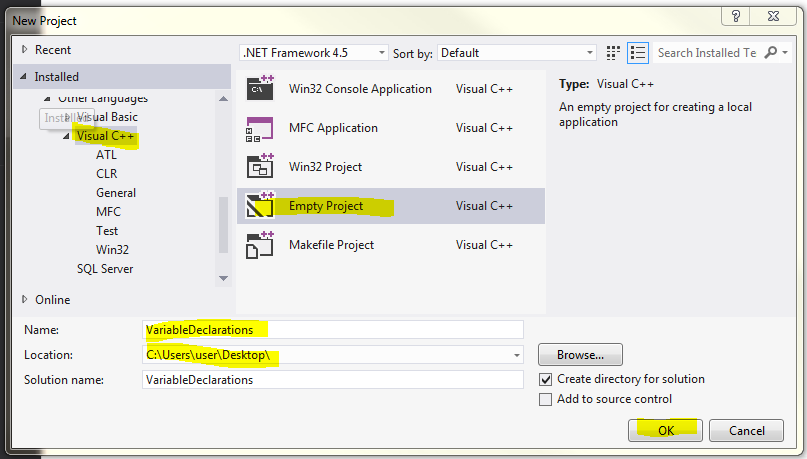 New Project
Recent
Installed
Other Languages
Visual Basic
Installed
Visual C++
ATL
CLR
General
MFC
Test
Win32
SQL Server
Online
.NET Framework 4.5
Sort by: Default
Search Installed Te
Win32 Console Application Visual C++
MFC Application Visual C++
Win32 Project Visual C++
Empty Project Visual C++
Makefile Project Visual C++
Type: Visual C++
An empty project for creating a local
application
Name: VariableDeclarations
Location: C:\Users\user\Desktop\
Browse...
Solution name: VariableDeclarations
Create directory for solution
Add to source control
OK Cancel